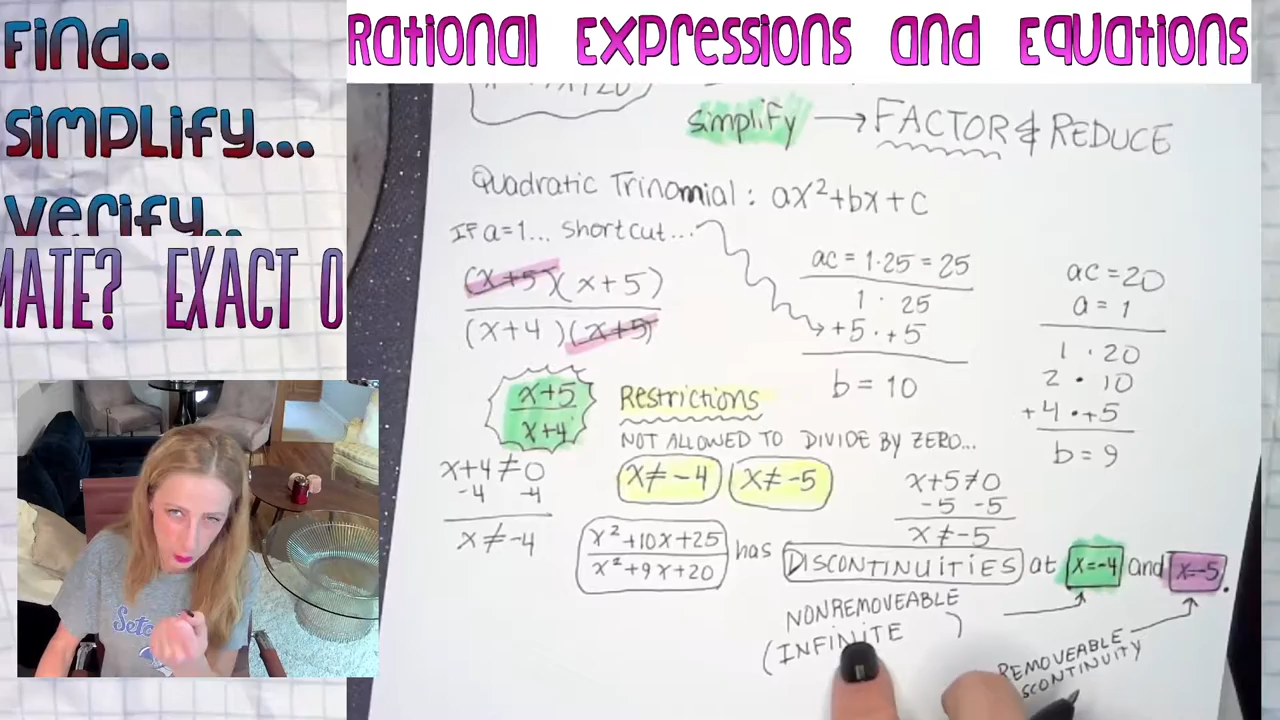 Find..
simplify...
verify..
MATE? EXACT O
Rational Expressions and Equations
simplify → FACTOR & REDUCE
Quadratic Trinomial: ax²+bx+c
IF a=1... shortcut...
(x+5)(x+5)
(x+4)(x+5)
x+5
x+4
x+4≠0
-4 -4
x≠-4
ac = 1·25 = 25
1 · 25
+5 · +5
b = 10
ac = 20
a = 1
1 · 20
2 · 10
+4 · +5
b = 9
Restrictions
NOT ALLOWED TO DIVIDE BY ZERO...
x≠-4 x≠-5
x+5≠0
-5 -5
x≠-5
x²+10x+25
x²+9x+20
has DISCONTINUITIES at x=-4 and x=-5.
NONREMOVEABLE
(INFINITE )
REMOVEABLE
SCONTINUITY
Seto